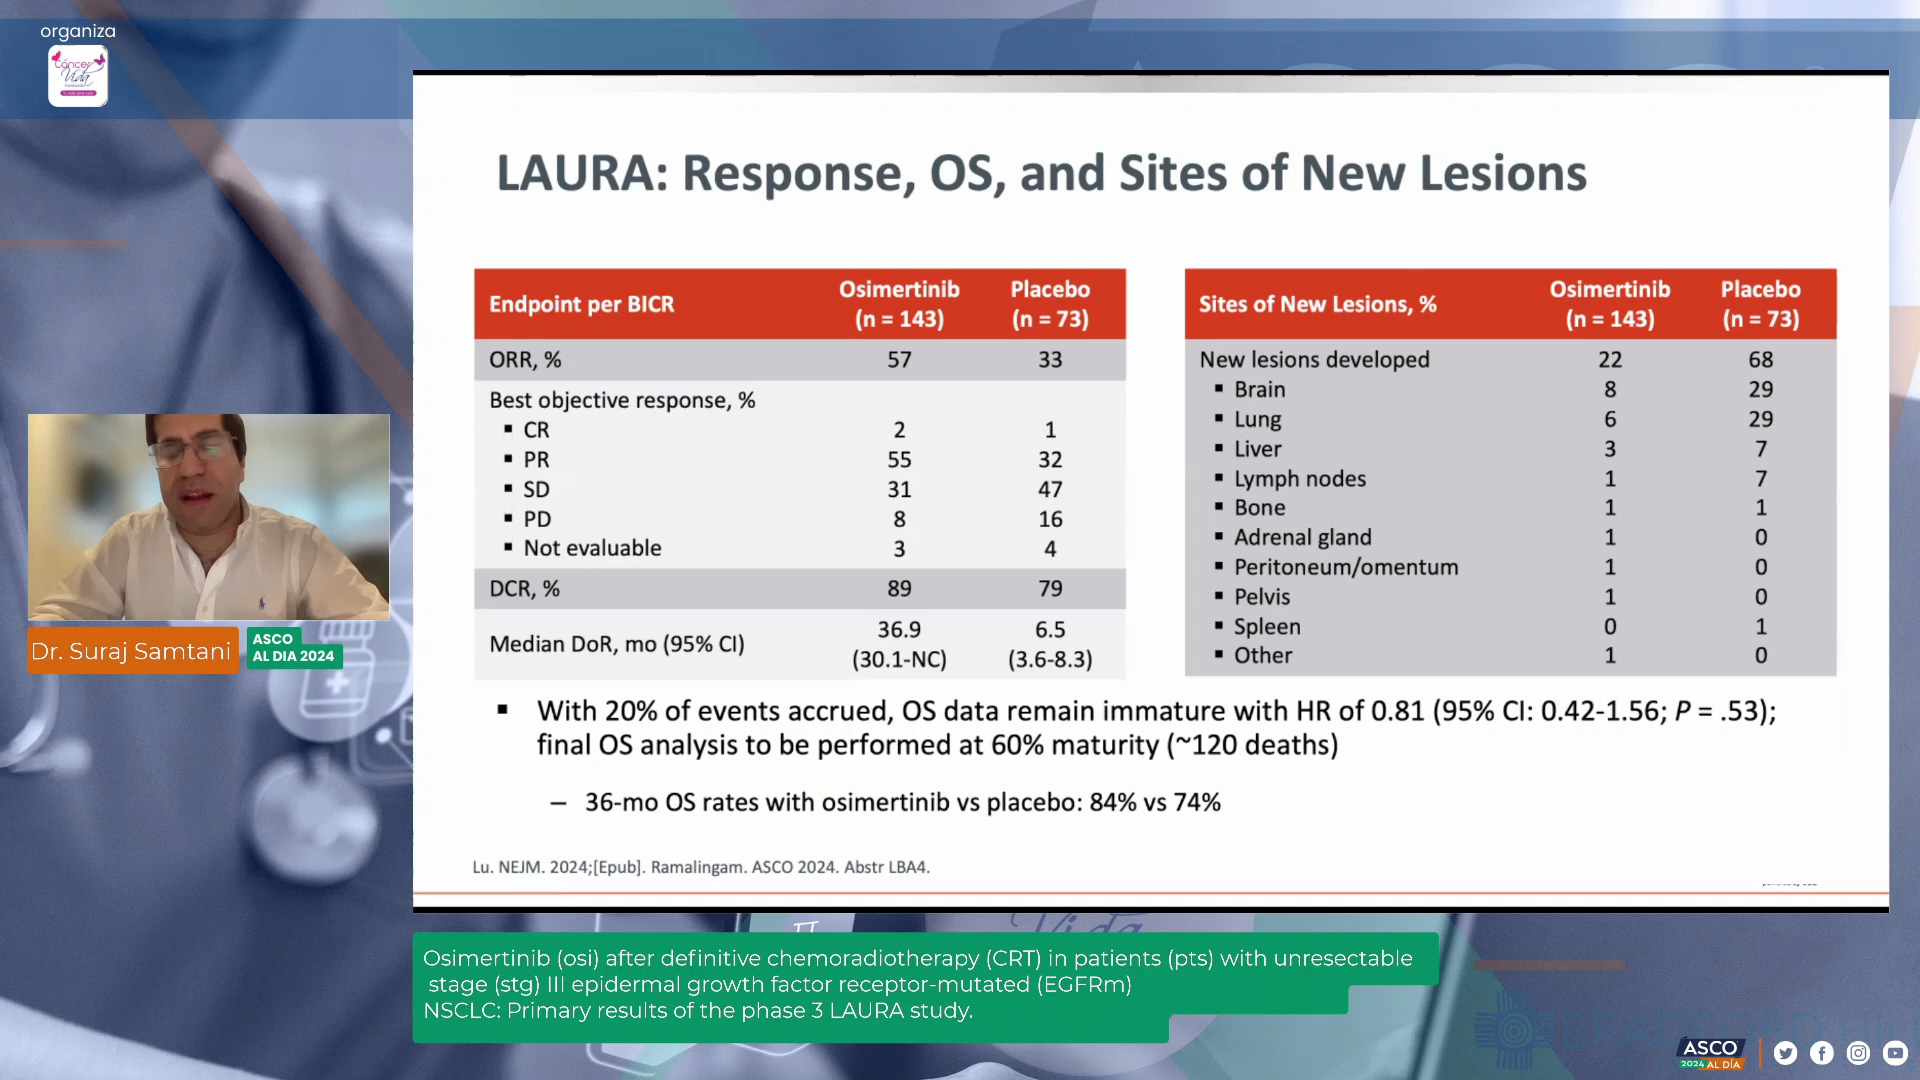 organiza
Cáncer
Vida
LAURA: Response, OS, and Sites of New Lesions
Endpoint per BICR Osimertinib (n = 143) Placebo (n = 73)
ORR, % 57 33
Best objective response, %
▪ CR 2 1
▪ PR 55 32
▪ SD 31 47
▪ PD 8 16
▪ Not evaluable 3 4
DCR, % 89 79
Median DoR, mo (95% CI) 36.9 (30.1-NC) 6.5 (3.6-8.3)
Sites of New Lesions, % Osimertinib (n = 143) Placebo (n = 73)
New lesions developed 22 68
▪ Brain 8 29
▪ Lung 6 29
▪ Liver 3 7
▪ Lymph nodes 1 7
▪ Bone 1 1
▪ Adrenal gland 1 0
▪ Peritoneum/omentum 1 0
▪ Pelvis 1 0
▪ Spleen 0 1
▪ Other 1 0
▪ With 20% of events accrued, OS data remain immature with HR of 0.81 (95% CI: 0.42-1.56; P = .53);
final OS analysis to be performed at 60% maturity (~120 deaths)
– 36-mo OS rates with osimertinib vs placebo: 84% vs 74%
Lu. NEJM. 2024;[Epub]. Ramalingam. ASCO 2024. Abstr LBA4.
Dr. Suraj Samtani
ASCO
AL DIA 2024
Vida
Osimertinib (osi) after definitive chemoradiotherapy (CRT) in patients (pts) with unresectable
stage (stg) III epidermal growth factor receptor-mutated (EGFRm)
NSCLC: Primary results of the phase 3 LAURA study.
ASCO
2024 AL DÍA